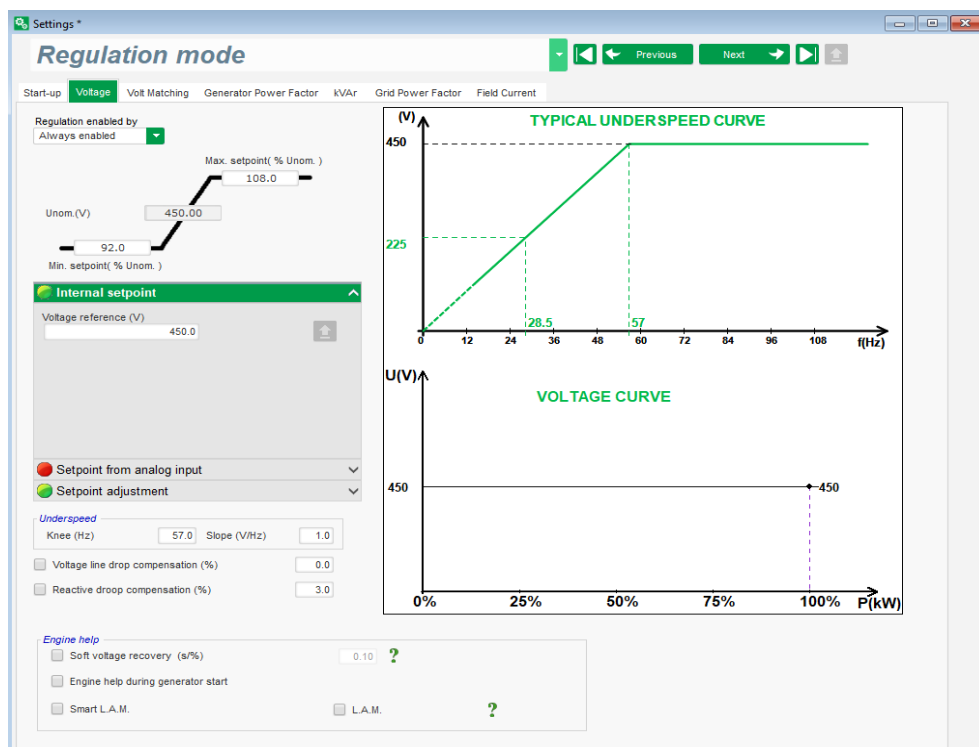 Settings *
Regulation mode
Previous
Next
Start-up Voltage Volt Matching Generator Power Factor kVAr Grid Power Factor Field Current
Regulation enabled by
Always enabled
Max. setpoint( % Unom. )
108.0
Unom.(V) 450.00
92.0
Min. setpoint( % Unom. )
Internal setpoint
Voltage reference (V)
450.0
Setpoint from analog input
Setpoint adjustment
Underspeed
Knee (Hz) 57.0 Slope (V/Hz) 1.0
Voltage line drop compensation (%) 0.0
Reactive droop compensation (%) 3.0
(V)
TYPICAL UNDERSPEED CURVE
450
225
28.5 57
0 12 24 36 48 60 72 84 96 108 f(Hz)
U(V)
VOLTAGE CURVE
450 450
0% 25% 50% 75% 100% P(kW)
Engine help
Soft voltage recovery (s/%) 0.10 ?
Engine help during generator start
Smart L.A.M. L.A.M. ?